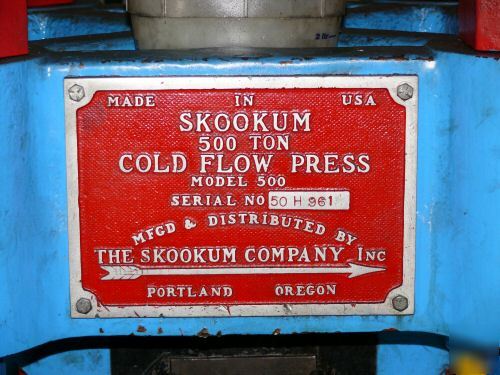 MADE IN USA
SKOOKUM
500 TON
COLD FLOW PRESS
MODEL 500
SERIAL NO 50 H 961
MFGD & DISTRIBUTED BY
THE SKOOKUM COMPANY, INC
PORTLAND OREGON